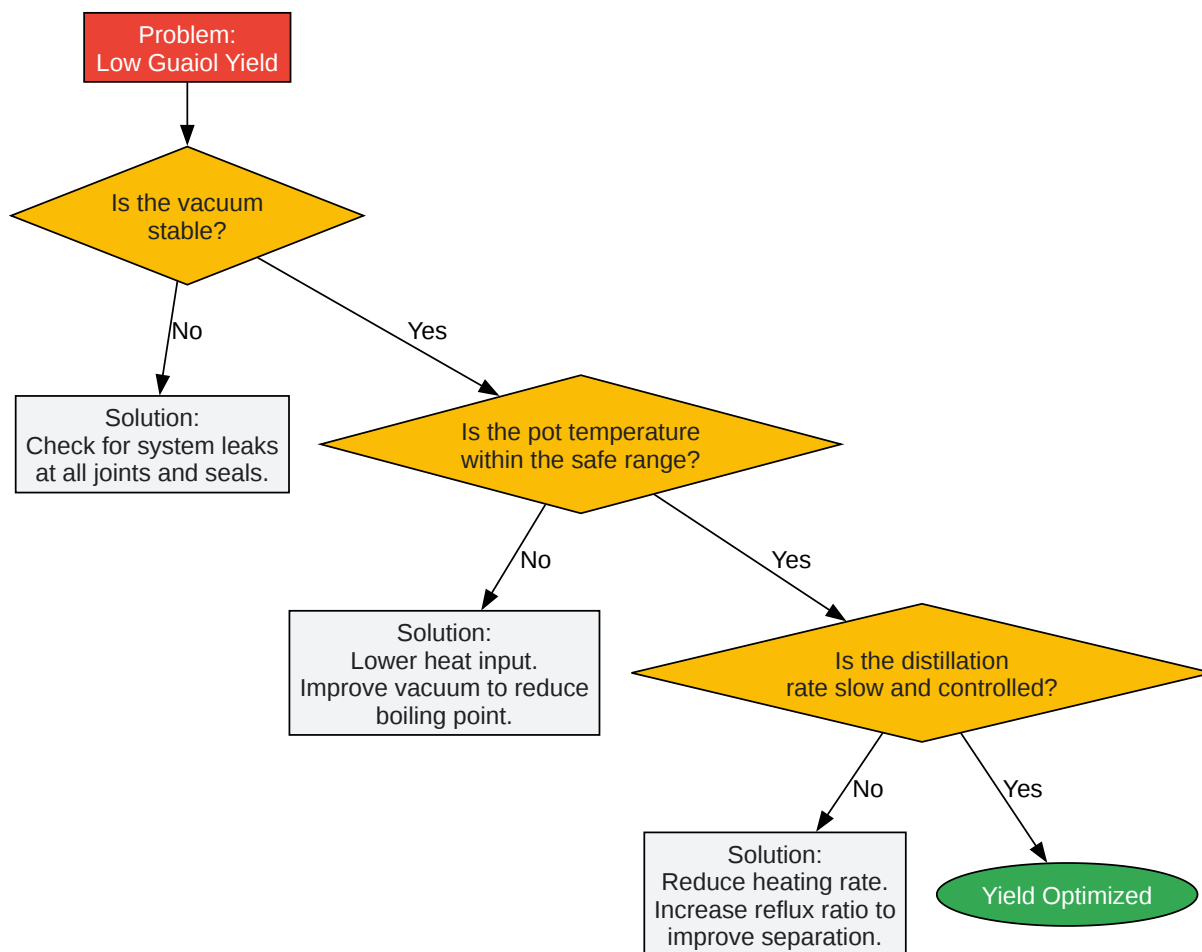 Problem:
Low Guaiol Yield
Is the vacuum
stable?
No
Yes
Solution:
Check for system leaks
at all joints and seals.
Is the pot temperature
within the safe range?
No
Yes
Solution:
Lower heat input.
Improve vacuum to reduce
boiling point.
Is the distillation
rate slow and controlled?
No
Yes
Solution:
Reduce heating rate.
Increase reflux ratio to
improve separation.
Yield Optimized